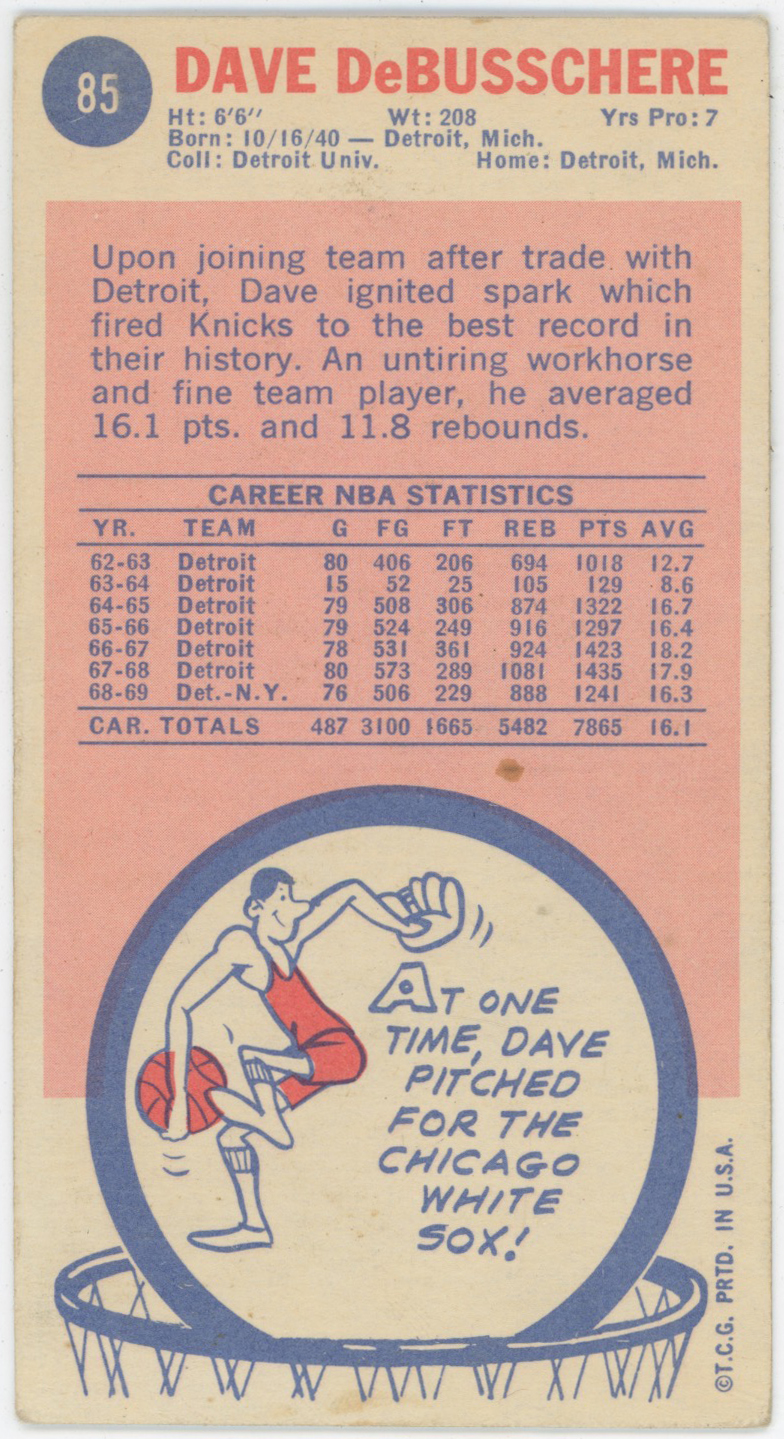 85
DAVE DeBUSSCHERE
Ht: 6'6" Wt: 208 Yrs Pro: 7
Born: 10/16/40 — Detroit, Mich.
Coll: Detroit Univ. Home: Detroit, Mich.
Upon joining team after trade with
Detroit, Dave ignited spark which
fired Knicks to the best record in
their history. An untiring workhorse
and fine team player, he averaged
16.1 pts. and 11.8 rebounds.
CAREER NBA STATISTICS
YR. TEAM G FG FT REB PTS AVG
62-63 Detroit 80 406 206 694 1018 12.7
63-64 Detroit 15 52 25 105 129 8.6
64-65 Detroit 79 508 306 874 1322 16.7
65-66 Detroit 79 524 249 916 1297 16.4
66-67 Detroit 78 531 361 924 1423 18.2
67-68 Detroit 80 573 289 1081 1435 17.9
68-69 Det.-N.Y. 76 506 229 888 1241 16.3
CAR. TOTALS 487 3100 1665 5482 7865 16.1
AT ONE
TIME, DAVE
PITCHED
FOR THE
CHICAGO
WHITE
SOX!
©T.C.G. PRTD. IN U.S.A.